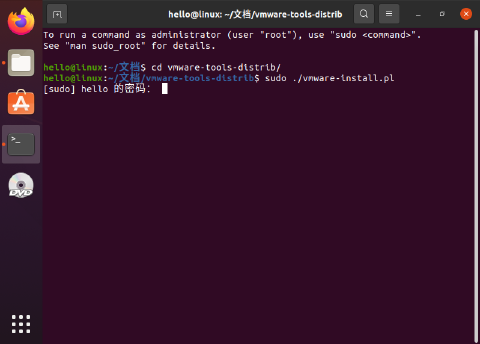 hello@linux: ~/文档/vmware-tools-distrib
To run a command as administrator (user "root"), use "sudo <command>".
See "man sudo_root" for details.
hello@linux:~/文档$ cd vmware-tools-distrib/
hello@linux:~/文档/vmware-tools-distrib$ sudo ./vmware-install.pl
[sudo] hello 的密码：
>_
DVD